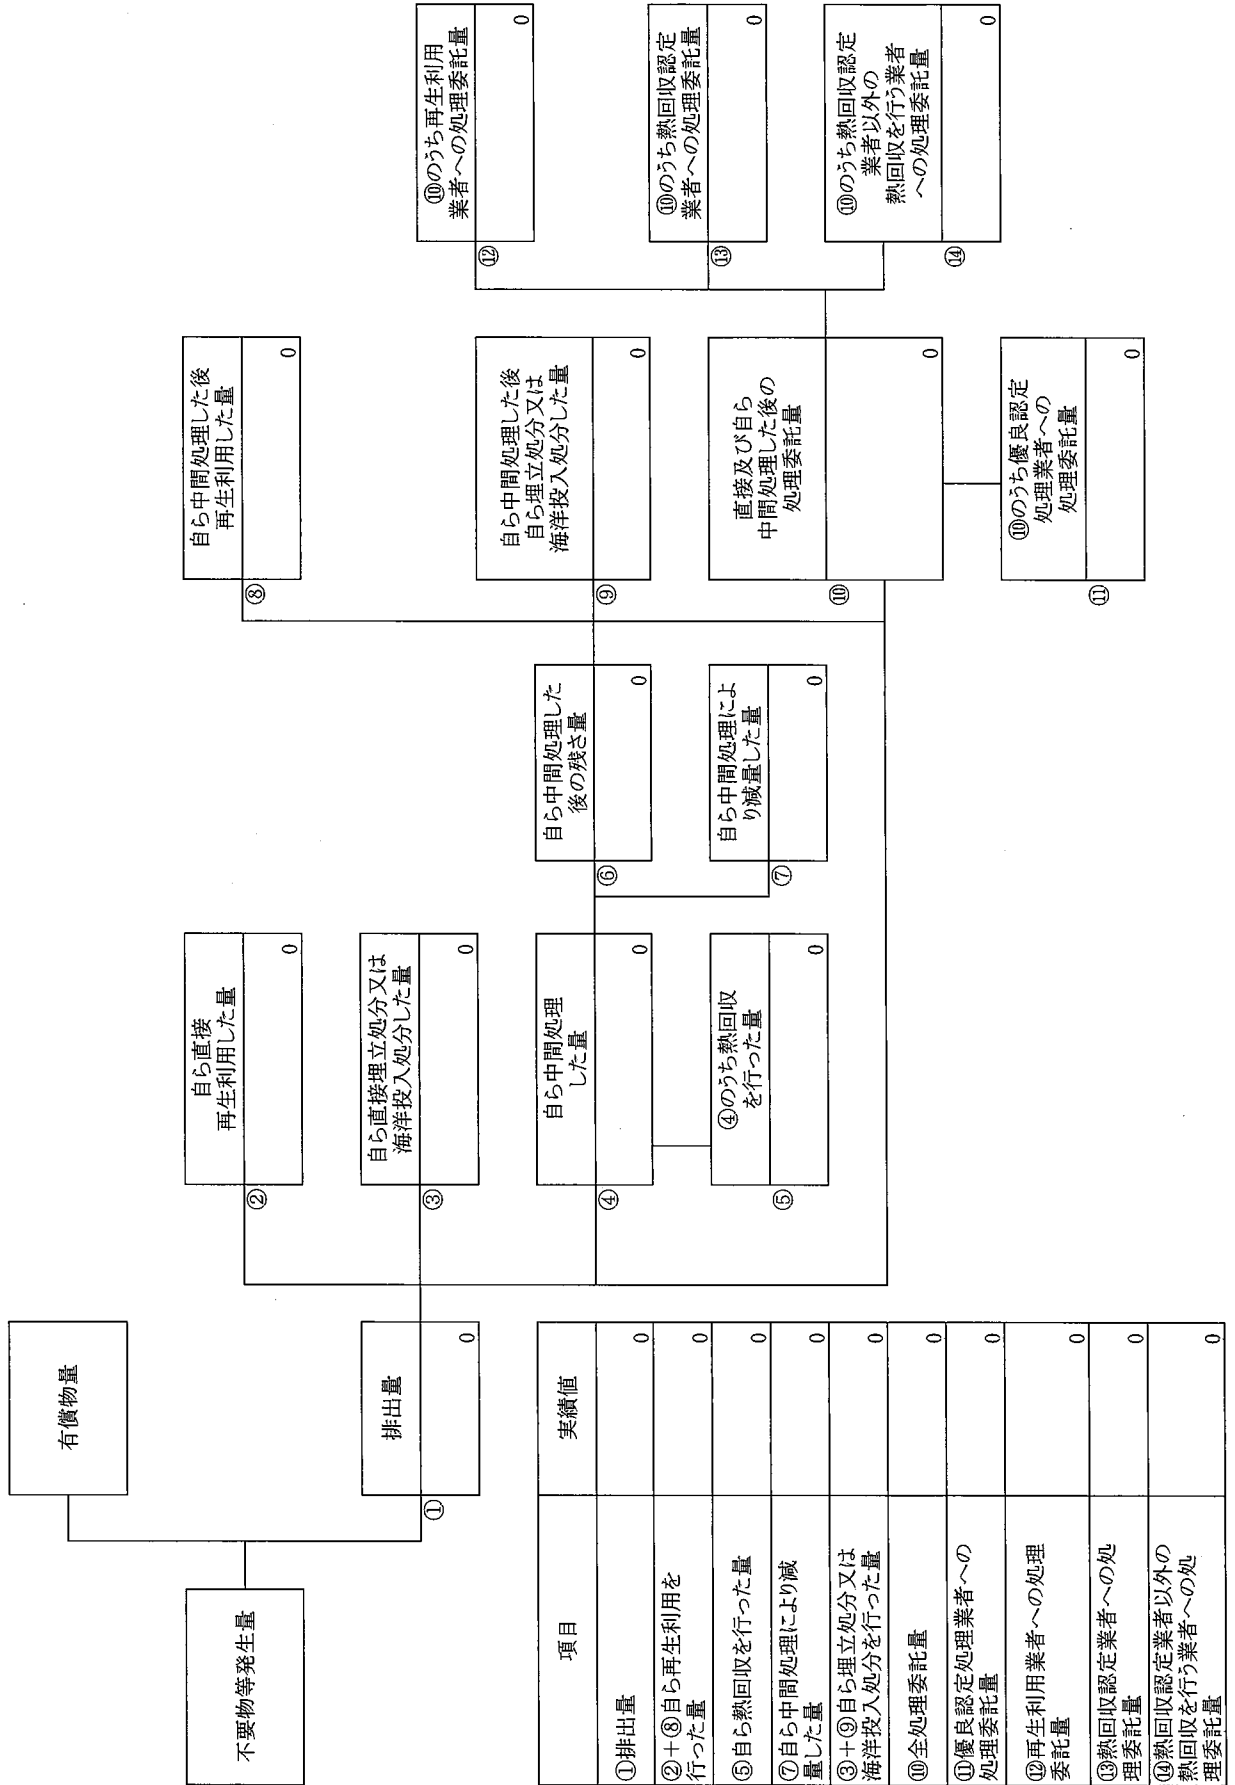 不要物等発生量
有償物量
排出量
①
0
自ら直接
再生利用した量
②
0
自ら直接埋立処分又は
海洋投入処分した量
③
0
自ら中間処理
した量
④
0
④のうち熱回収
を行った量
⑤
0
自ら中間処理した
後の残さ量
⑥
0
自ら中間処理によ
り減量した量
⑦
0
自ら中間処理した後
再生利用した量
⑧
0
自ら中間処理した後
自ら埋立処分又は
海洋投入処分した量
⑨
0
直接及び自ら
中間処理した後の
処理委託量
⑩
0
⑩のうち優良認定
処理業者への
処理委託量
⑪
0
⑩のうち再生利用
業者への処理委託量
⑫
0
⑩のうち熱回収認定
業者への処理委託量
⑬
0
⑩のうち熱回収認定
業者以外の
熱回収を行う業者
への処理委託量
⑭
0
項目 実績値
①排出量 0
②+⑧自ら再生利用を
行った量 0
⑤自ら熱回収を行った量 0
⑦自ら中間処理により減
量した量 0
③+⑨自ら埋立処分又は
海洋投入処分を行った量 0
⑩全処理委託量 0
⑪優良認定処理業者への
処理委託量 0
⑫再生利用業者への処理
委託量 0
⑬熱回収認定業者への処
理委託量 0
⑭熱回収認定業者以外の
熱回収を行う業者への処
理委託量 0